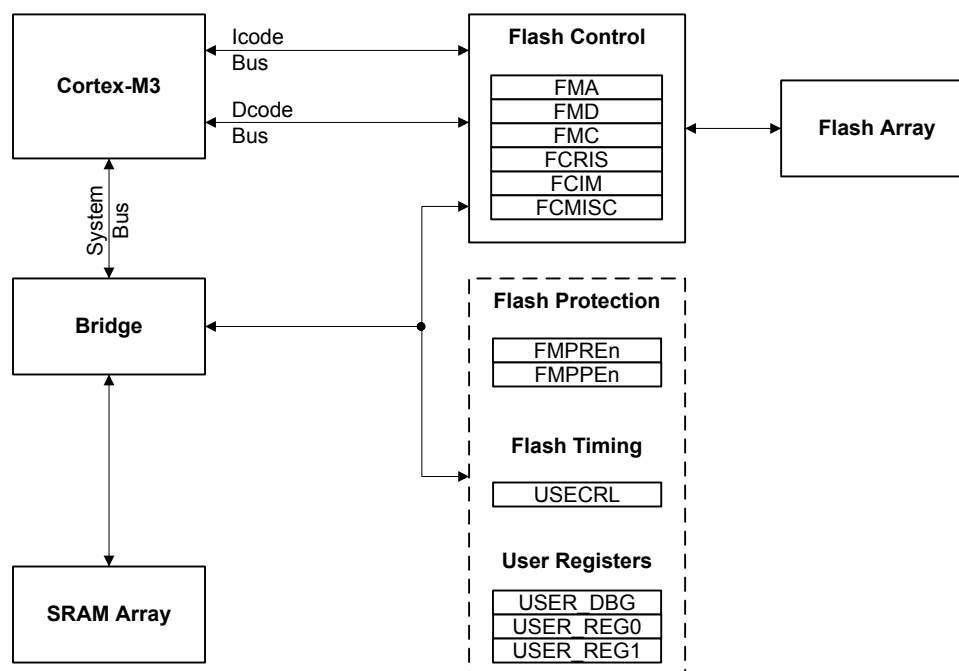 Cortex-M3
Icode
Bus
Dcode
Bus
System
Bus
Bridge
SRAM Array
Flash Control
FMA
FMD
FMC
FCRIS
FCIM
FCMISC
Flash Array
Flash Protection
FMPREn
FMPPEn
Flash Timing
USECRL
User Registers
USER_DBG
USER_REG0
USER_REG1